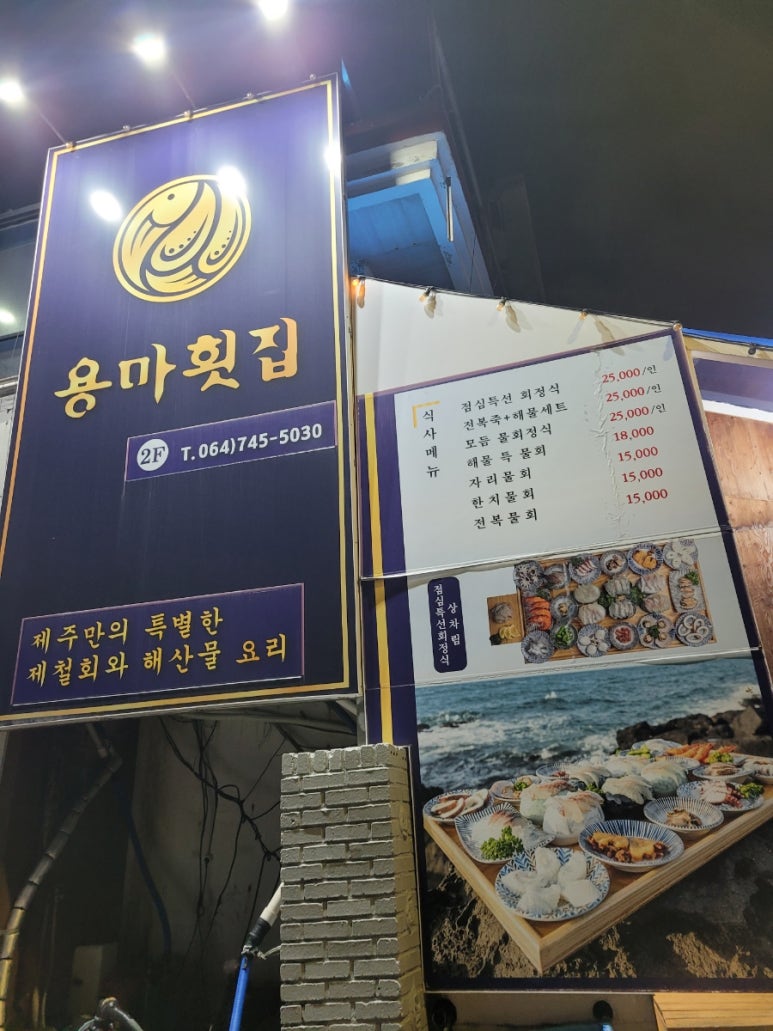 용마횟집
2F T.064)745-5030
제주만의 특별한
제철회와 해산물 요리
식사메뉴
점심특선 회정식 25,000/인
전복죽+해물세트 25,000/인
모듬 물회정식 25,000/인
해물 특 물회 18,000
자리물회 15,000
한치물회 15,000
전복물회 15,000
점심특선회정식
상차림